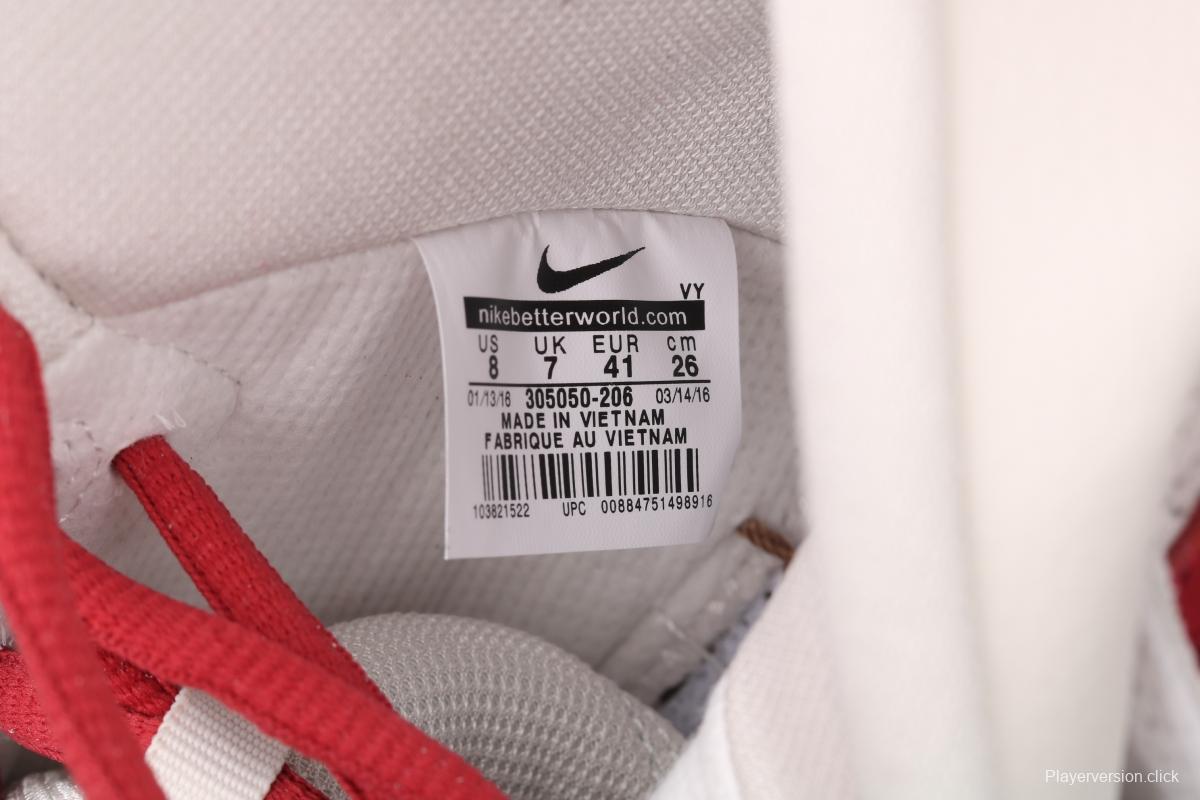 VY
nikebetterworld.com
US UK EUR cm
8 7 41 26
01/13/16 305050-206 03/14/16
MADE IN VIETNAM
FABRIQUE AU VIETNAM
103821522 UPC 00884751498916
Playerversion.click